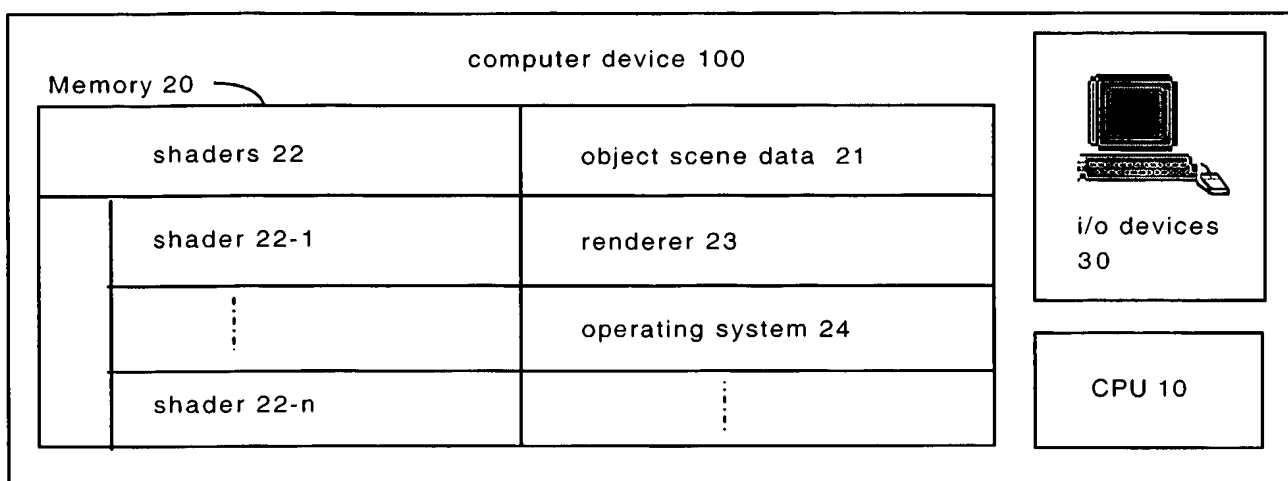 computer device 100
Memory 20
shaders 22
object scene data 21
shader 22-1
renderer 23
operating system 24
shader 22-n
i/o devices
30
CPU 10